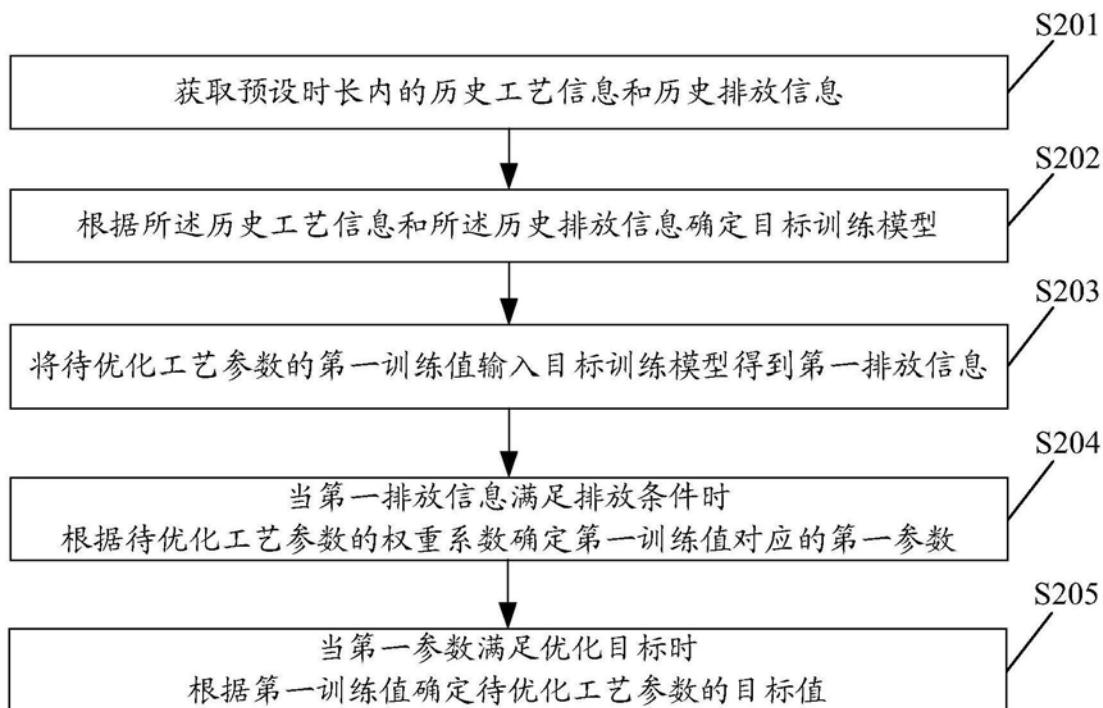 S201
获取预设时长内的历史工艺信息和历史排放信息
S202
根据所述历史工艺信息和所述历史排放信息确定目标训练模型
S203
将待优化工艺参数的第一训练值输入目标训练模型得到第一排放信息
S204
当第一排放信息满足排放条件时
根据待优化工艺参数的权重系数确定第一训练值对应的第一参数
S205
当第一参数满足优化目标时
根据第一训练值确定待优化工艺参数的目标值